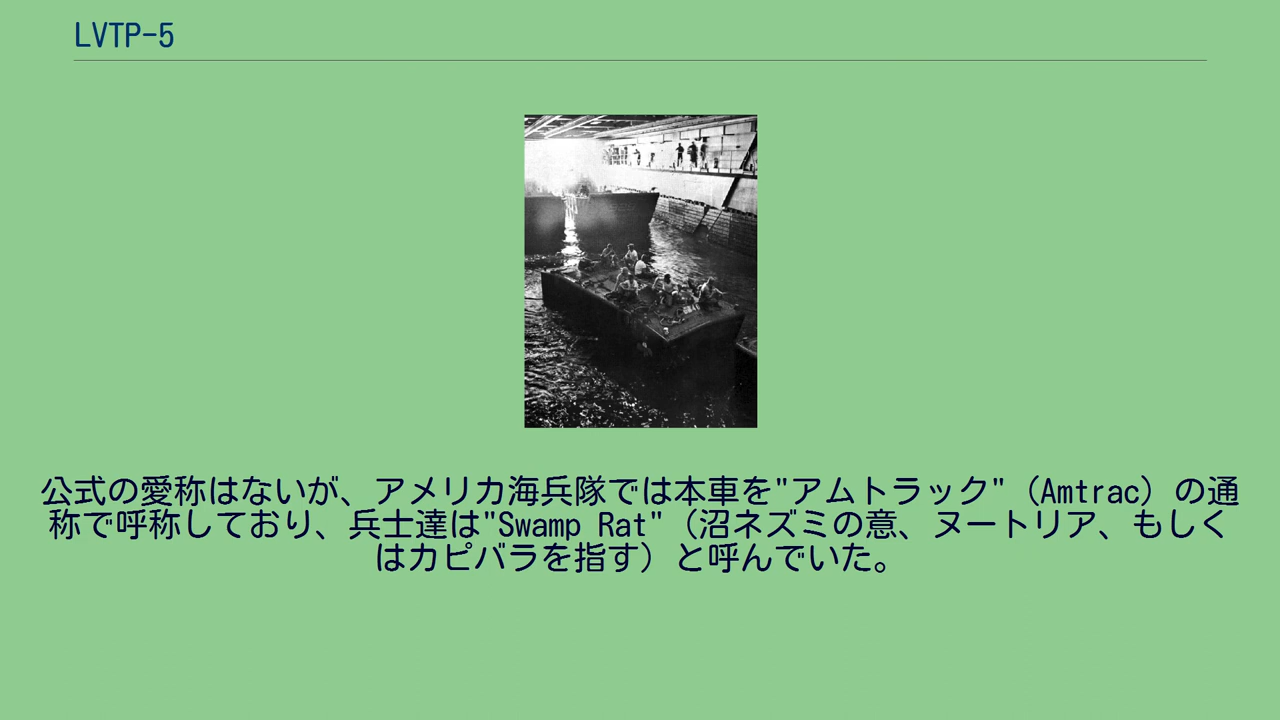 LVTP-5
公式の愛称はないが、アメリカ海兵隊では本車を"アムトラック"（Amtrac）の通
称で呼称しており、兵士達は"Swamp Rat"（沼ネズミの意、ヌートリア、もしく
はカピバラを指す）と呼んでいた。